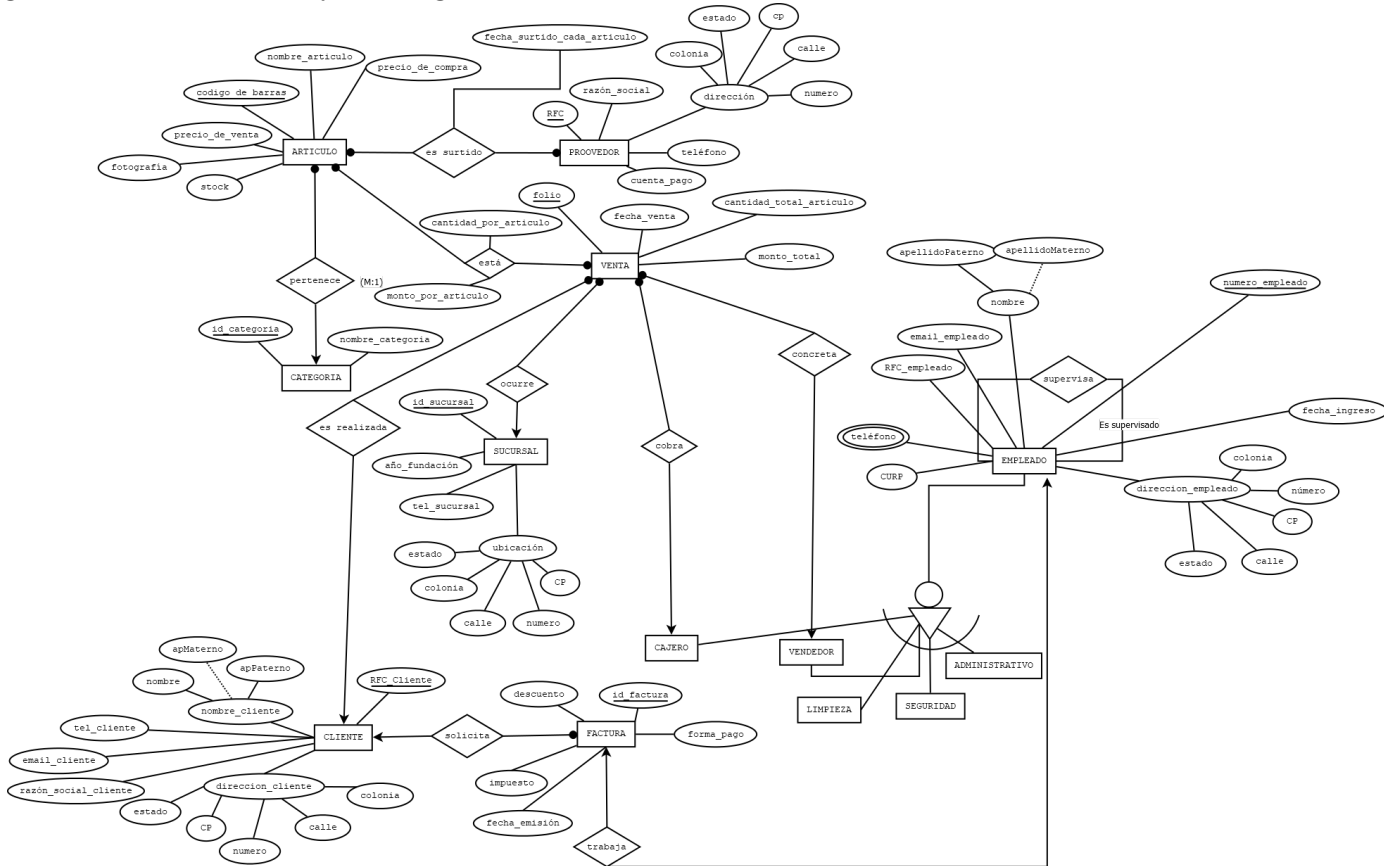 estado
cp
fecha_surtido_cada_articulo
colonia
calle
nombre_articulo
precio_de_compra
codigo de barras
razón_social
dirección
numero
RFC
precio_de_venta
ARTICULO
es surtido
PROOVEDOR
teléfono
fotografía
stock
cuenta_pago
folio
cantidad_total_articulo
cantidad_por_articulo
fecha_venta
apellidoPaterno
apellidoMaterno
está
VENTA
monto_total
pertenece
(M:1)
monto_por_articulo
nombre
numero_empleado
id_categoria
nombre_categoria
email_empleado
concreta
CATEGORIA
ocurre
RFC_empleado
supervisa
id_sucursal
es realizada
fecha_ingreso
Es supervisado
teléfono
cobra
SUCURSAL
año_fundación
EMPLEADO
colonia
CURP
direccion_empleado
número
tel_sucursal
CP
estado
ubicación
calle
estado
colonia
CP
calle
numero
CAJERO
VENDEDOR
ADMINISTRATIVO
apMaterno
apPaterno
nombre
RFC_Cliente
descuento
id_factura
LIMPIEZA
SEGURIDAD
nombre_cliente
tel_cliente
CLIENTE
solicita
FACTURA
forma_pago
email_cliente
razón_social_cliente
direccion_cliente
colonia
impuesto
estado
CP
calle
fecha_emisión
numero
trabaja